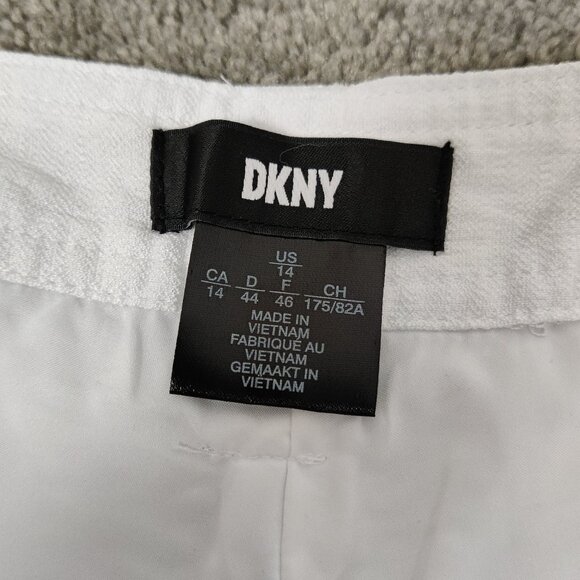 DKNY
US
14
CA D F CH
14 44 46 175/82A
MADE IN
VIETNAM
FABRIQUÉ AU
VIETNAM
GEMAAKT IN
VIETNAM